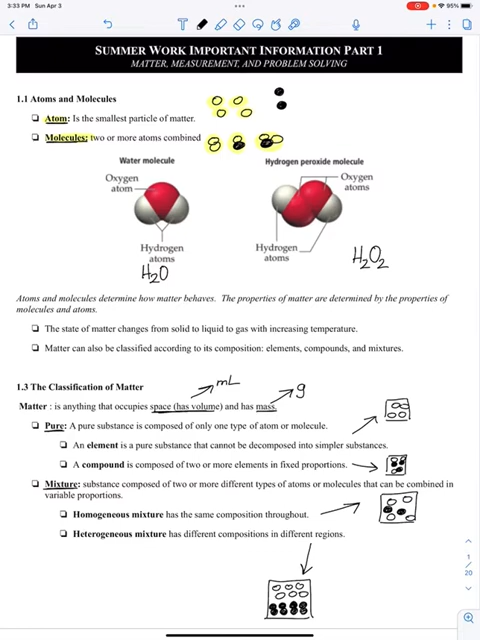 3:33 PM Sun Apr 3
95%
SUMMER WORK IMPORTANT INFORMATION PART 1
MATTER, MEASUREMENT, AND PROBLEM SOLVING
1.1 Atoms and Molecules
Atom: Is the smallest particle of matter.
Molecules: two or more atoms combined
Water molecule
Oxygen
atom
Hydrogen
atoms
H₂O
Hydrogen peroxide molecule
Oxygen
atoms
Hydrogen
atoms
H₂O₂
Atoms and molecules determine how matter behaves. The properties of matter are determined by the properties of
molecules and atoms.
The state of matter changes from solid to liquid to gas with increasing temperature.
Matter can also be classified according to its composition: elements, compounds, and mixtures.
1.3 The Classification of Matter
mL
g
Matter : is anything that occupies space (has volume) and has mass.
Pure: A pure substance is composed of only one type of atom or molecule.
An element is a pure substance that cannot be decomposed into simpler substances.
A compound is composed of two or more elements in fixed proportions.
Mixture: substance composed of two or more different types of atoms or molecules that can be combined in
variable proportions.
Homogeneous mixture has the same composition throughout.
Heterogeneous mixture has different compositions in different regions.
1
/
20